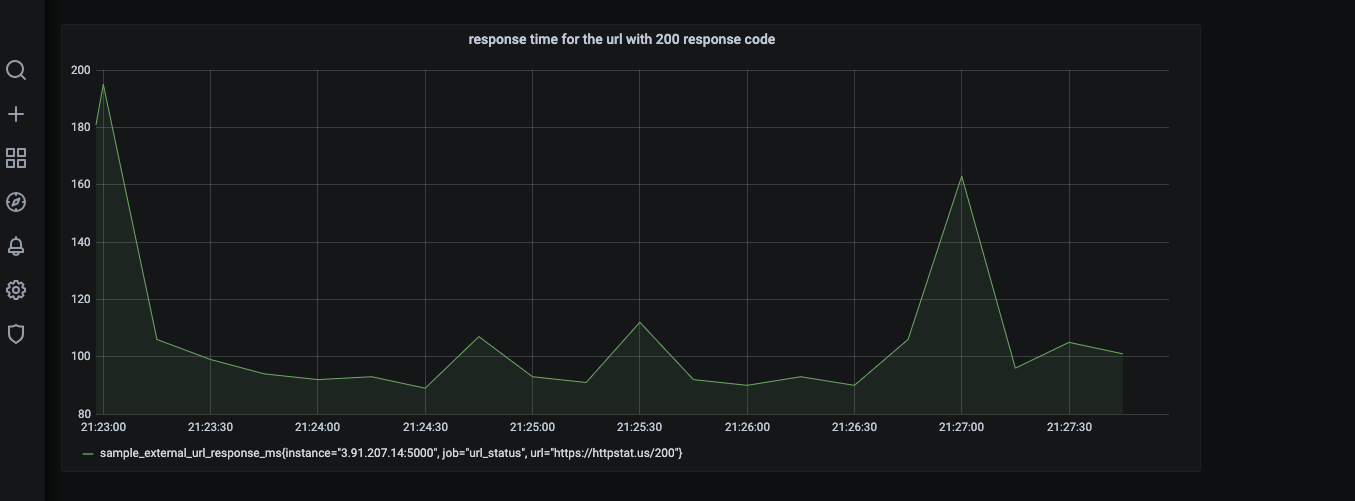 response time for the url with 200 response code
200
180
160
140
120
100
80
21:23:00 21:23:30 21:24:00 21:24:30 21:25:00 21:25:30 21:26:00 21:26:30 21:27:00 21:27:30
sample_external_url_response_ms{instance="3.91.207.14:5000", job="url_status", url="https://httpstat.us/200"}